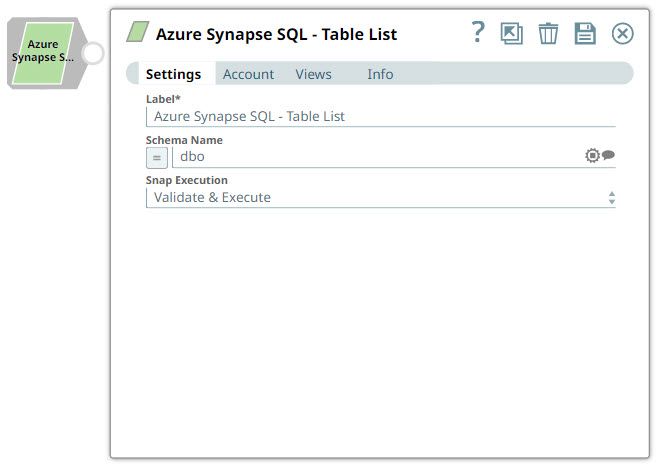 Azure
Synapse S...
Azure Synapse SQL - Table List
?
Settings Account Views Info
Label*
Azure Synapse SQL - Table List
Schema Name
= dbo
Snap Execution
Validate & Execute